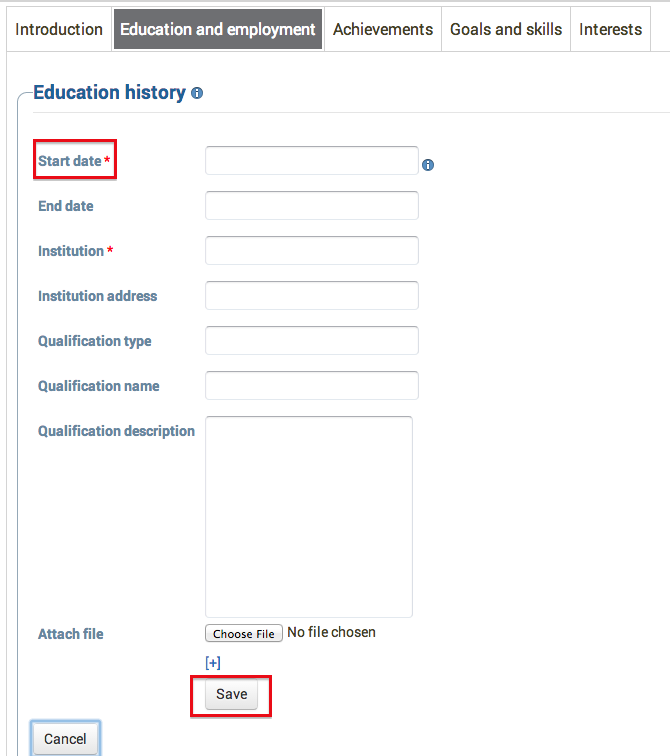 Introduction Education and employment Achievements Goals and skills Interests
Education history
Start date *
End date
Institution *
Institution address
Qualification type
Qualification name
Qualification description
Attach file Choose File No file chosen
[+]
Save
Cancel